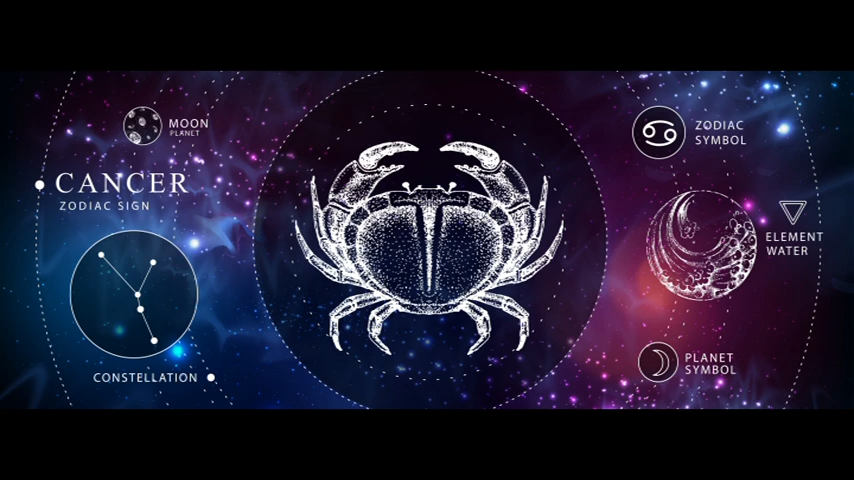 MOON
PLANET
CANCER
ZODIAC SIGN
CONSTELLATION
ZODIAC
SYMBOL
ELEMENT
WATER
PLANET
SYMBOL